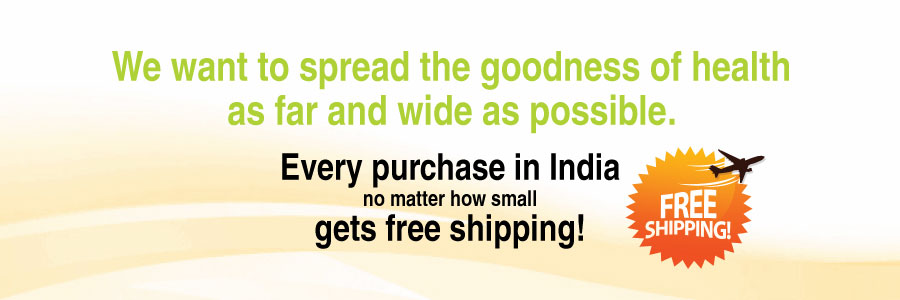 We want to spread the goodness of health
as far and wide as possible.
Every purchase in India
no matter how small
gets free shipping!
FREE
SHIPPING!